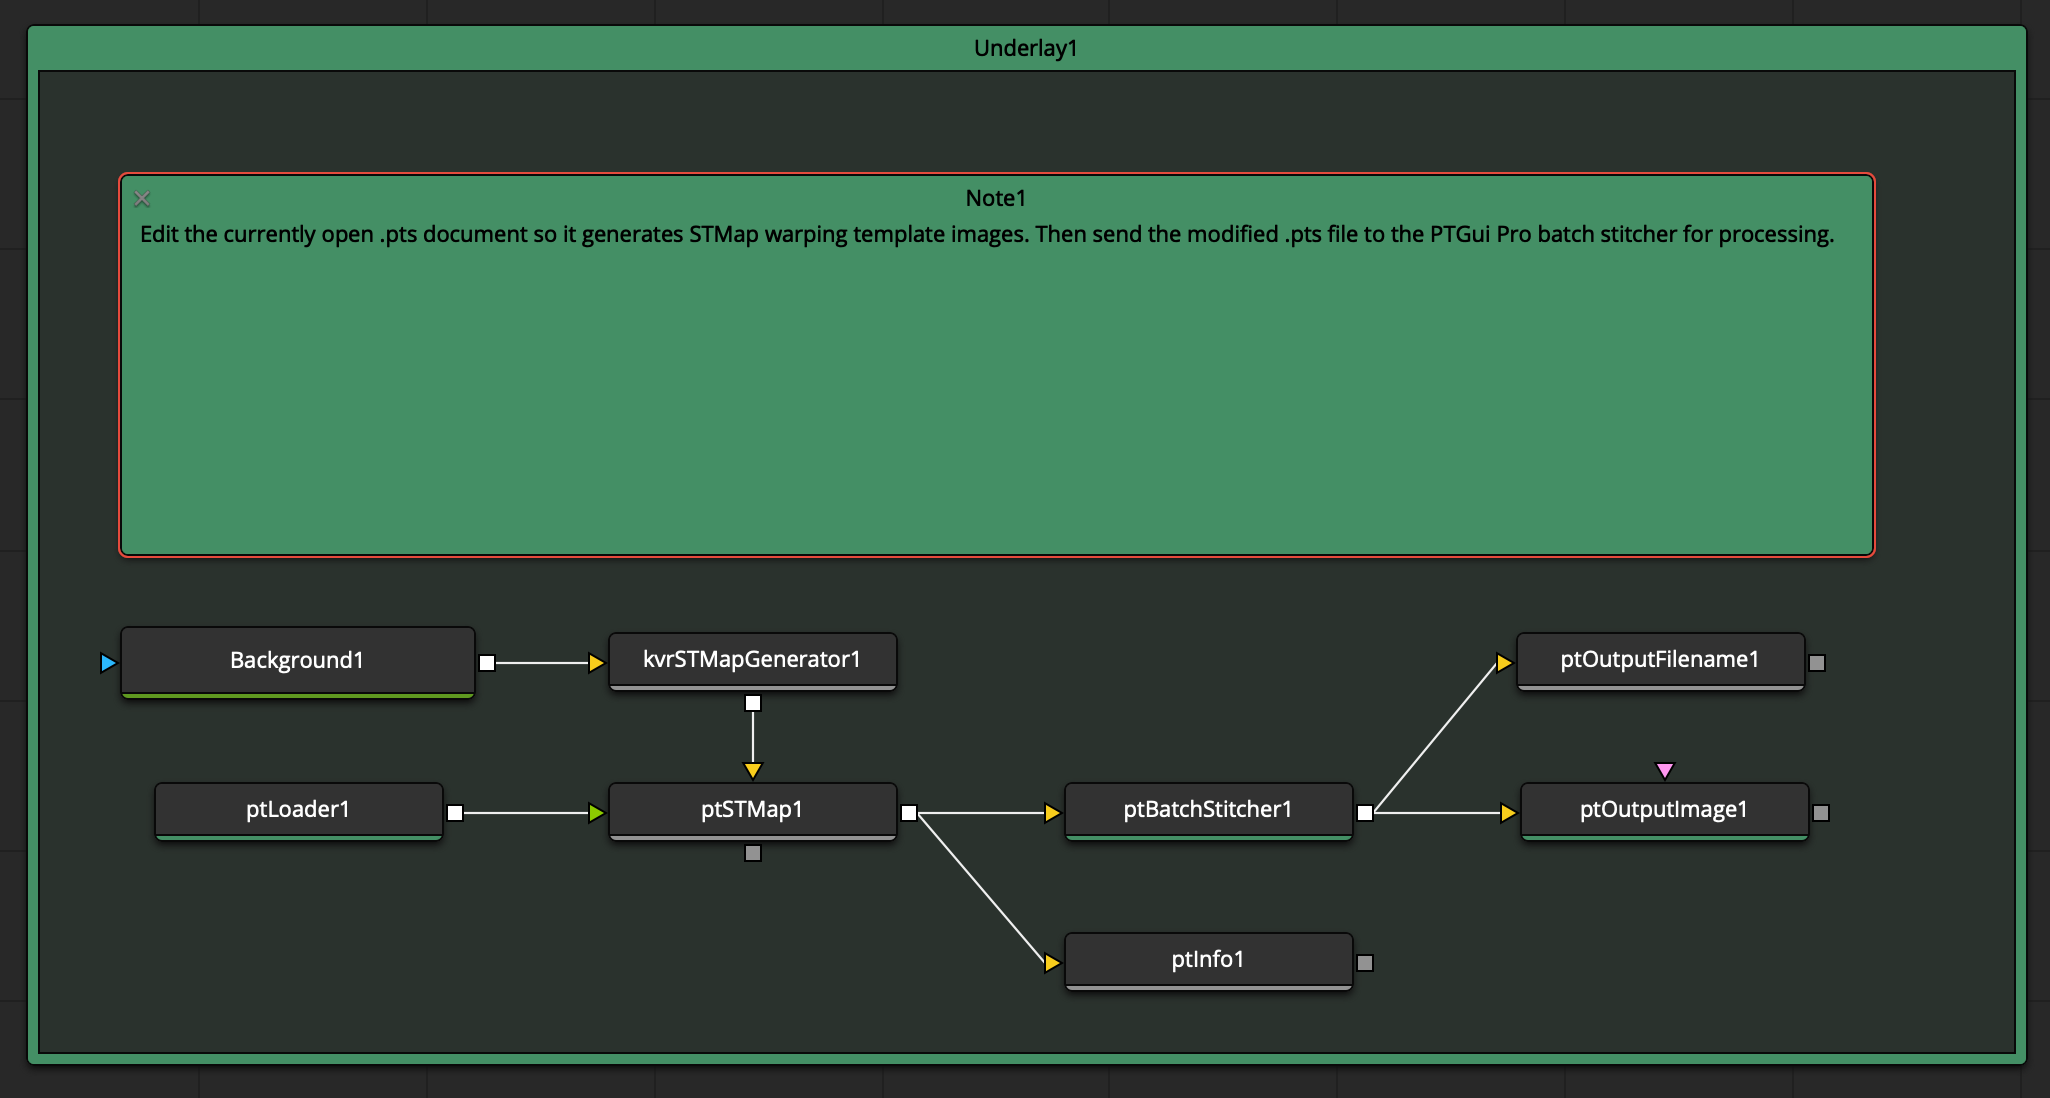 Underlay1
Note1
Edit the currently open .pts document so it generates STMap warping template images. Then send the modified .pts file to the PTGui Pro batch stitcher for processing.
Background1
kvrSTMapGenerator1
ptOutputFilename1
ptLoader1
ptSTMap1
ptBatchStitcher1
ptOutputImage1
ptInfo1